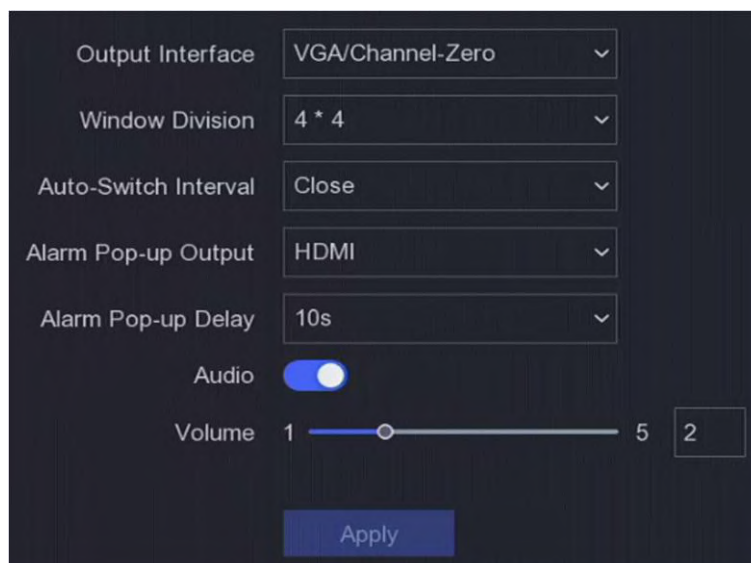 Output Interface VGA/Channel-Zero
Window Division 4 * 4
Auto-Switch Interval Close
Alarm Pop-up Output HDMI
Alarm Pop-up Delay 10s
Audio
Volume 1 5 2
Apply